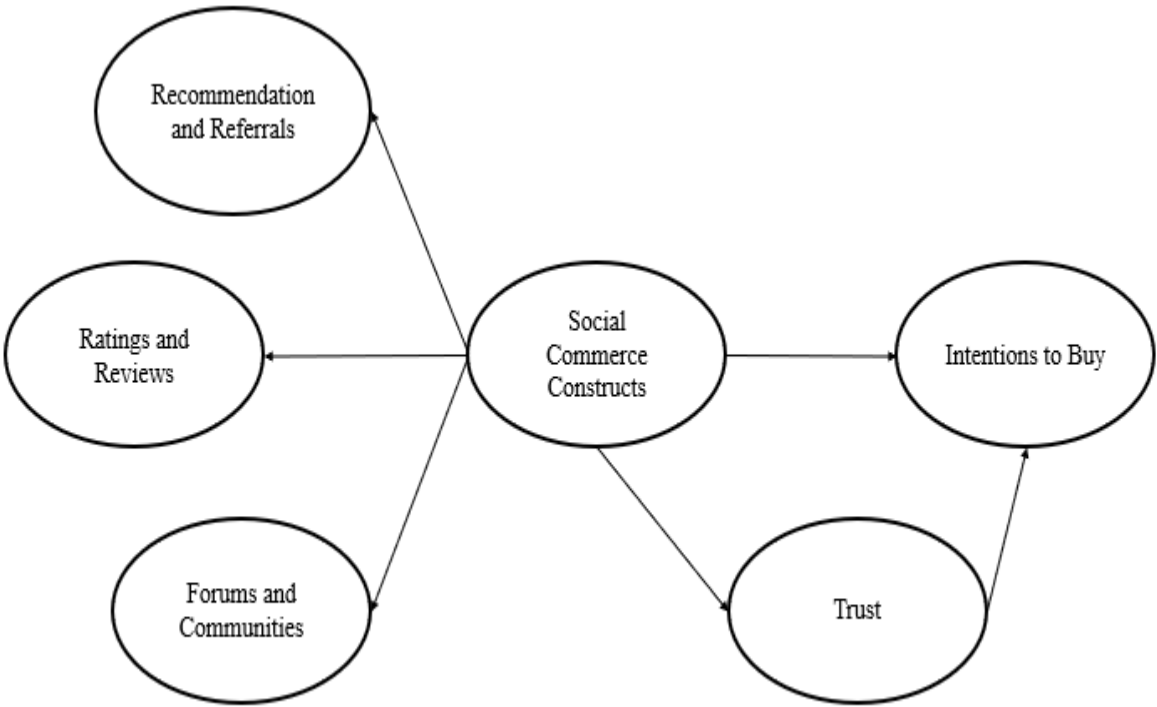 Recommendation
and Referrals
Ratings and
Reviews
Forums and
Communities
Social
Commerce
Constructs
Intentions to Buy
Trust